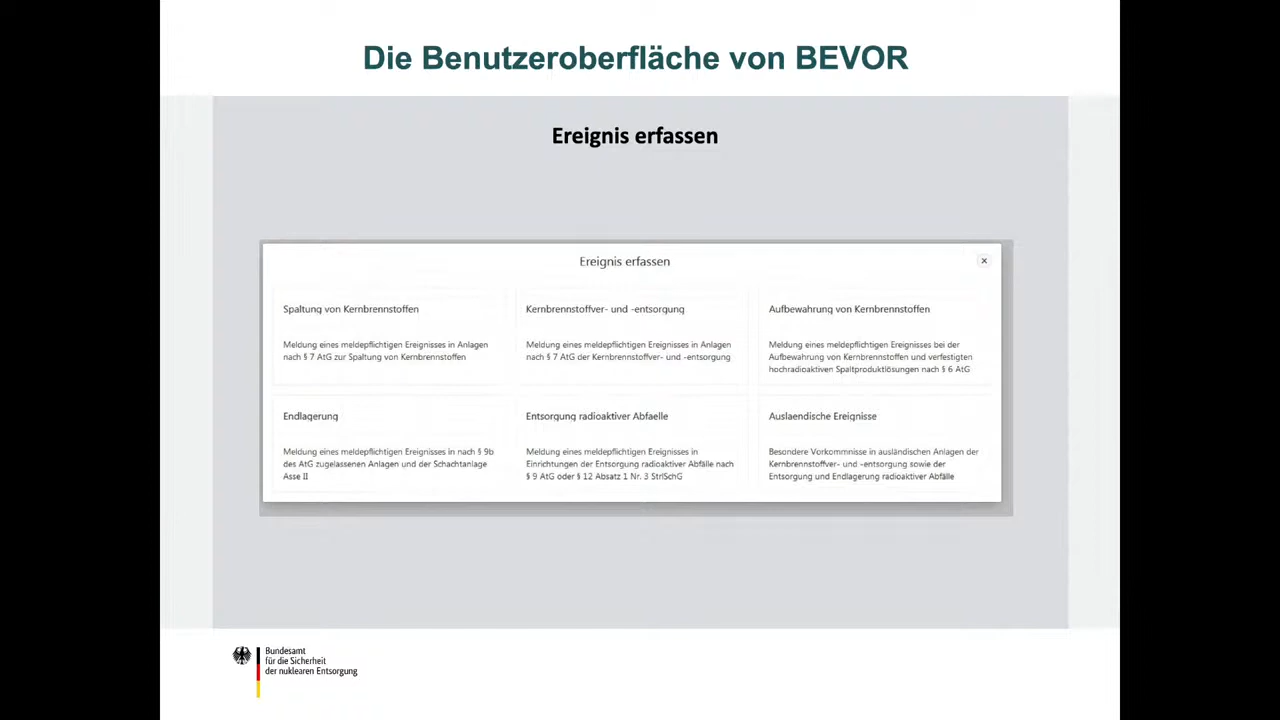 Die Benutzeroberfläche von BEVOR
Ereignis erfassen
Ereignis erfassen
Spaltung von Kernbrennstoffen
Meldung eines meldepflichtigen Ereignisses in Anlagen
nach § 7 AtG zur Spaltung von Kernbrennstoffen
Kernbrennstoffver- und -entsorgung
Meldung eines meldepflichtigen Ereignisses in Anlagen
nach § 7 AtG der Kernbrennstoffver- und -entsorgung
Aufbewahrung von Kernbrennstoffen
Meldung eines meldepflichtigen Ereignisses bei der
Aufbewahrung von Kernbrennstoffen und verfestigten
hochradioaktiven Spaltproduktlösungen nach § 6 AtG
Endlagerung
Meldung eines meldepflichtigen Ereignisses in nach § 9b
des AtG zugelassenen Anlagen und der Schachtanlage
Asse II
Entsorgung radioaktiver Abfaelle
Meldung eines meldepflichtigen Ereignisses in
Einrichtungen der Entsorgung radioaktiver Abfälle nach
§ 9 AtG oder § 12 Absatz 1 Nr. 3 StrlSchG
Auslaendische Ereignisse
Besondere Vorkommnisse in ausländischen Anlagen der
Kernbrennstoffver- und -entsorgung sowie der
Entsorgung und Endlagerung radioaktiver Abfälle
Bundesamt
für die Sicherheit
der nuklearen Entsorgung